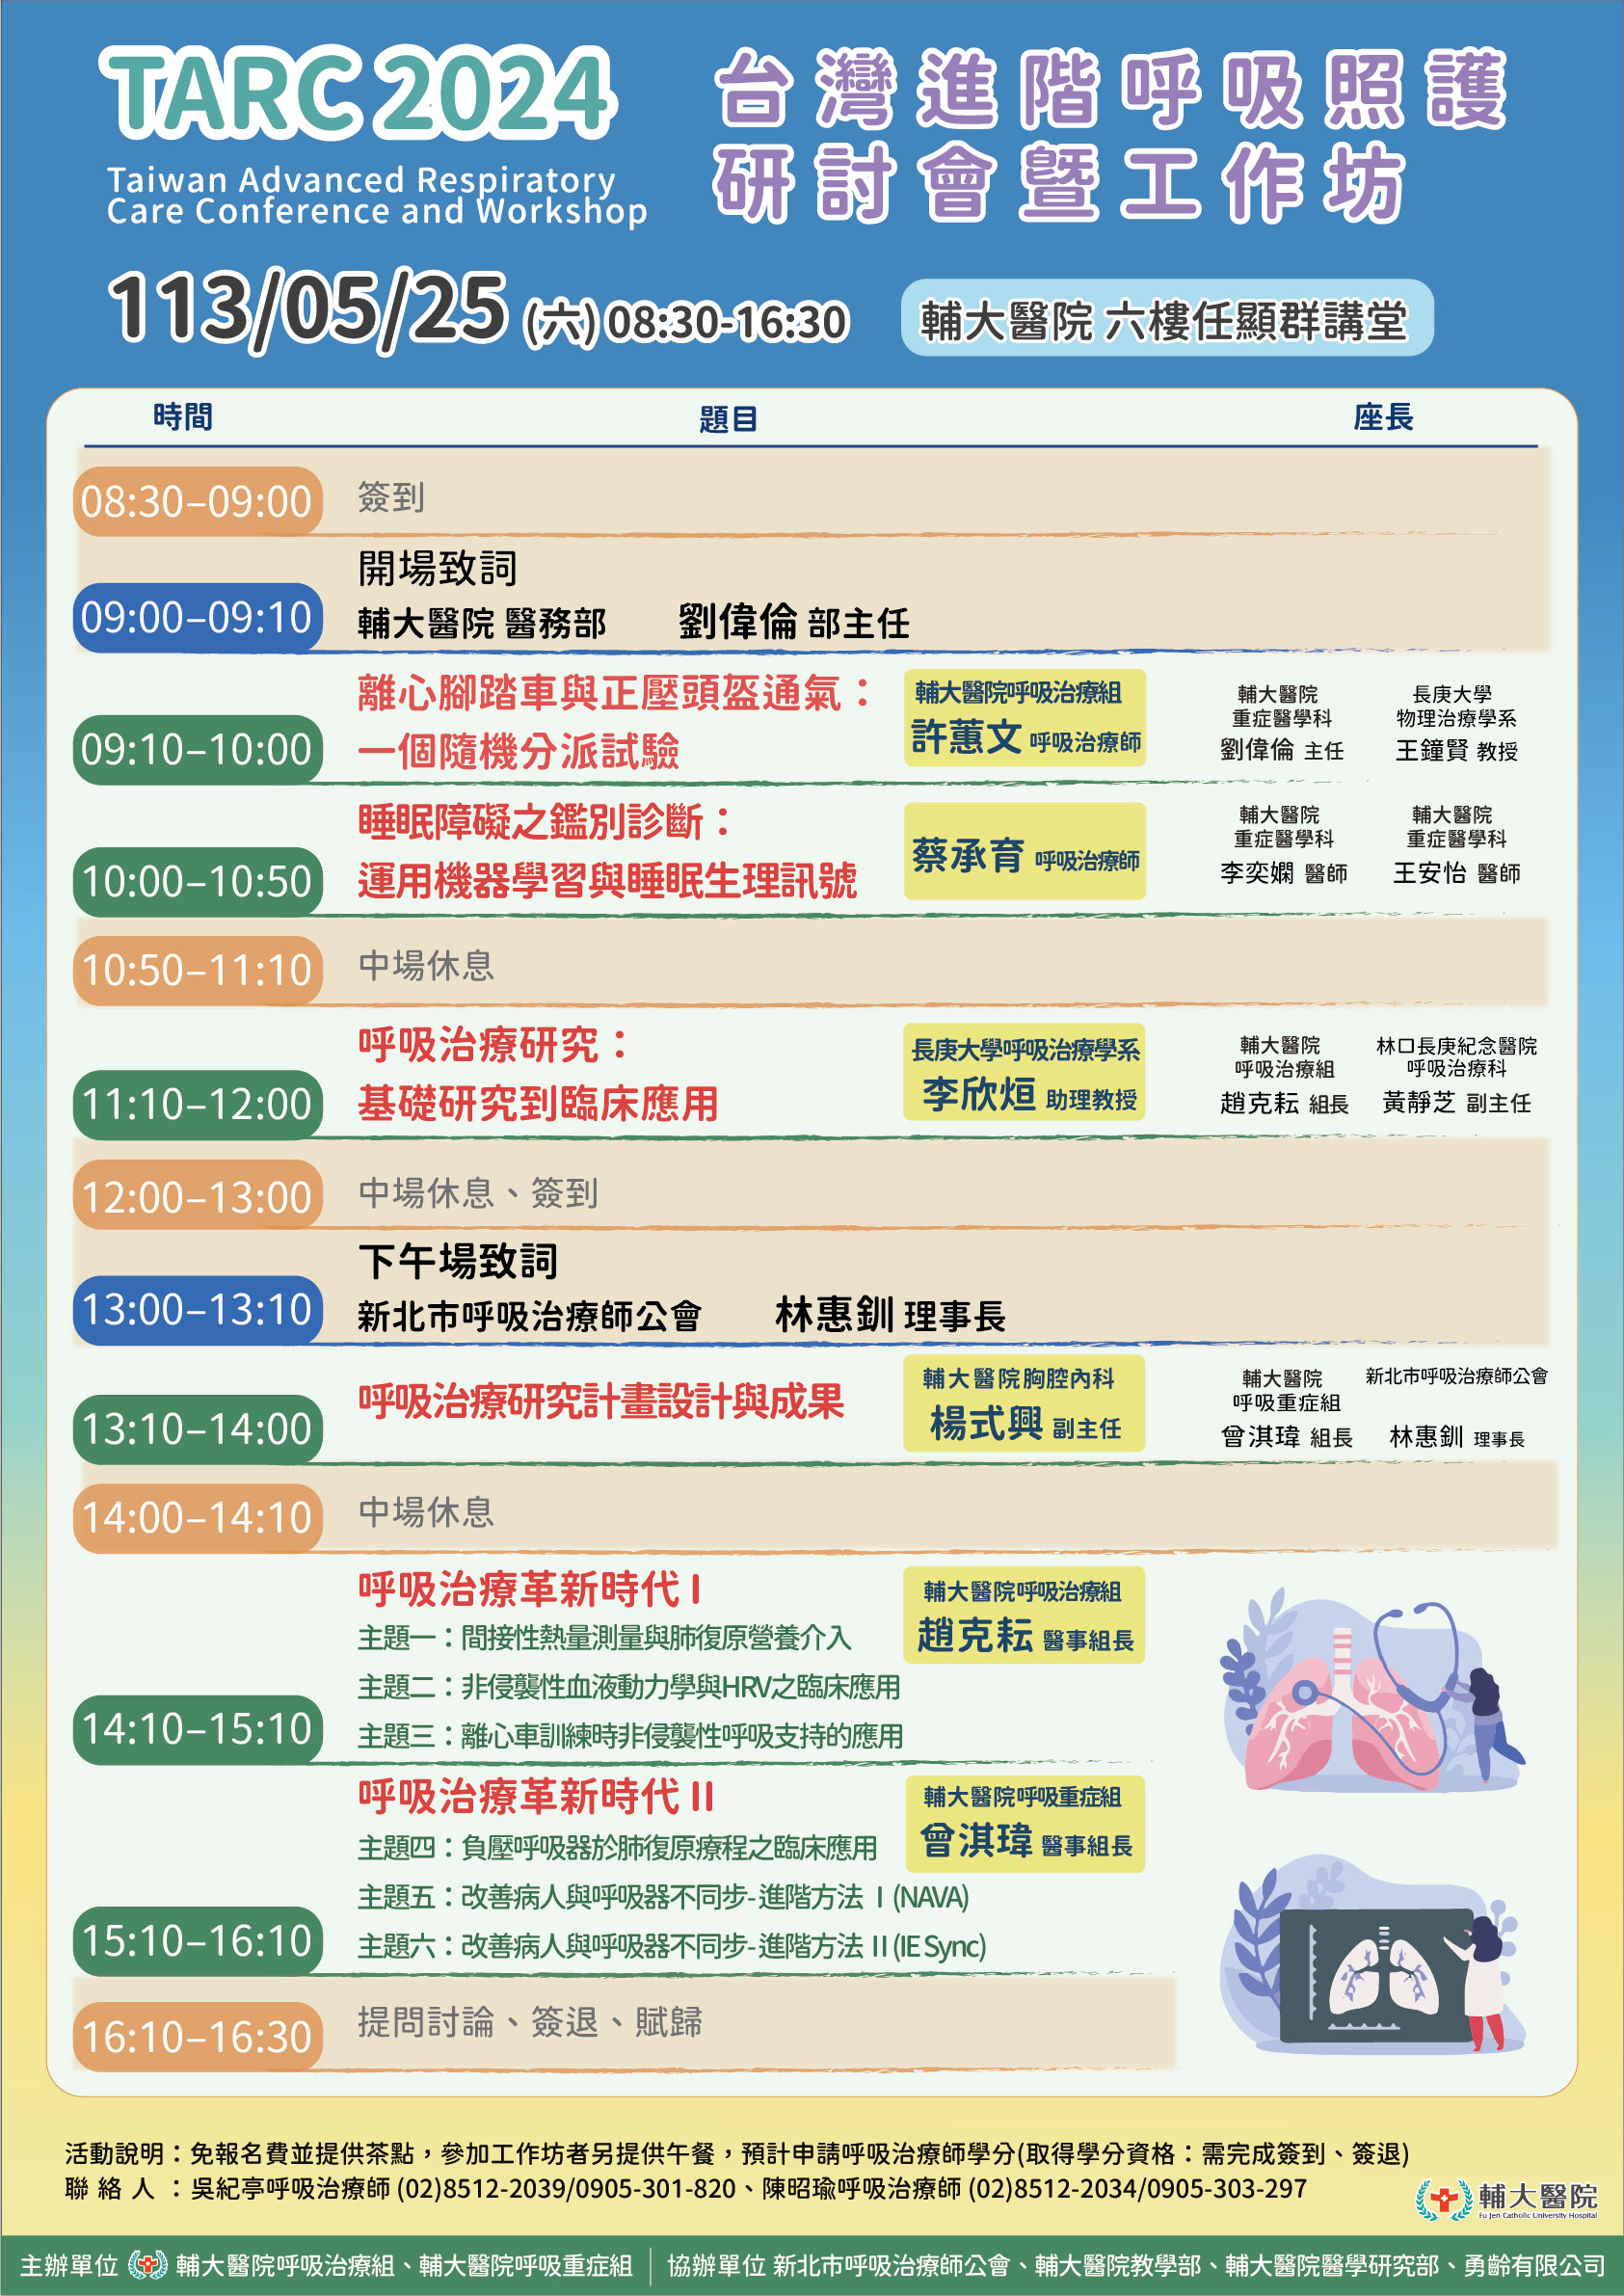 TARC 2024
Taiwan Advanced Respiratory
Care Conference and Workshop
台灣進階呼吸照護
研討會暨工作坊
113/05/25 (六) 08:30-16:30
輔大醫院 六樓任顯群講堂
時間 題目 座長
08:30–09:00 簽到
09:00–09:10
開場致詞
輔大醫院 醫務部 劉偉倫 部主任
09:10–10:00
離心腳踏車與正壓頭盔通氣：
一個隨機分派試驗
輔大醫院呼吸治療組
許蕙文 呼吸治療師
輔大醫院
重症醫學科
劉偉倫 主任
長庚大學
物理治療學系
王鐘賢 教授
10:00–10:50
睡眠障礙之鑑別診斷：
運用機器學習與睡眠生理訊號
蔡承育 呼吸治療師
輔大醫院
重症醫學科
李奕嫻 醫師
輔大醫院
重症醫學科
王安怡 醫師
10:50–11:10 中場休息
11:10–12:00
呼吸治療研究：
基礎研究到臨床應用
長庚大學呼吸治療學系
李欣烜 助理教授
輔大醫院
呼吸治療組
趙克耘 組長
林口長庚紀念醫院
呼吸治療科
黃靜芝 副主任
12:00–13:00 中場休息、簽到
13:00–13:10
下午場致詞
新北市呼吸治療師公會 林惠釧 理事長
13:10–14:00
呼吸治療研究計畫設計與成果
輔大醫院胸腔內科
楊式興 副主任
輔大醫院
呼吸重症組
曾淇瑋 組長
新北市呼吸治療師公會
林惠釧 理事長
14:00–14:10 中場休息
14:10–15:10
呼吸治療革新時代 I
主題一：間接性熱量測量與肺復原營養介入
主題二：非侵襲性血液動力學與HRV之臨床應用
主題三：離心車訓練時非侵襲性呼吸支持的應用
輔大醫院呼吸治療組
趙克耘 醫事組長
15:10–16:10
呼吸治療革新時代 II
主題四：負壓呼吸器於肺復原療程之臨床應用
主題五：改善病人與呼吸器不同步-進階方法 I (NAVA)
主題六：改善病人與呼吸器不同步-進階方法 II (IE Sync)
輔大醫院呼吸重症組
曾淇瑋 醫事組長
16:10–16:30 提問討論、簽退、賦歸
活動說明：免報名費並提供茶點，參加工作坊者另提供午餐，預計申請呼吸治療師學分(取得學分資格：需完成簽到、簽退)
聯絡人：吳紀亭呼吸治療師 (02)8512-2039/0905-301-820、陳昭瑜呼吸治療師 (02)8512-2034/0905-303-297
輔大醫院
Fu Jen Catholic University Hospital
主辦單位 輔大醫院呼吸治療組、輔大醫院呼吸重症組
協辦單位 新北市呼吸治療師公會、輔大醫院教學部、輔大醫院醫學研究部、勇齡有限公司